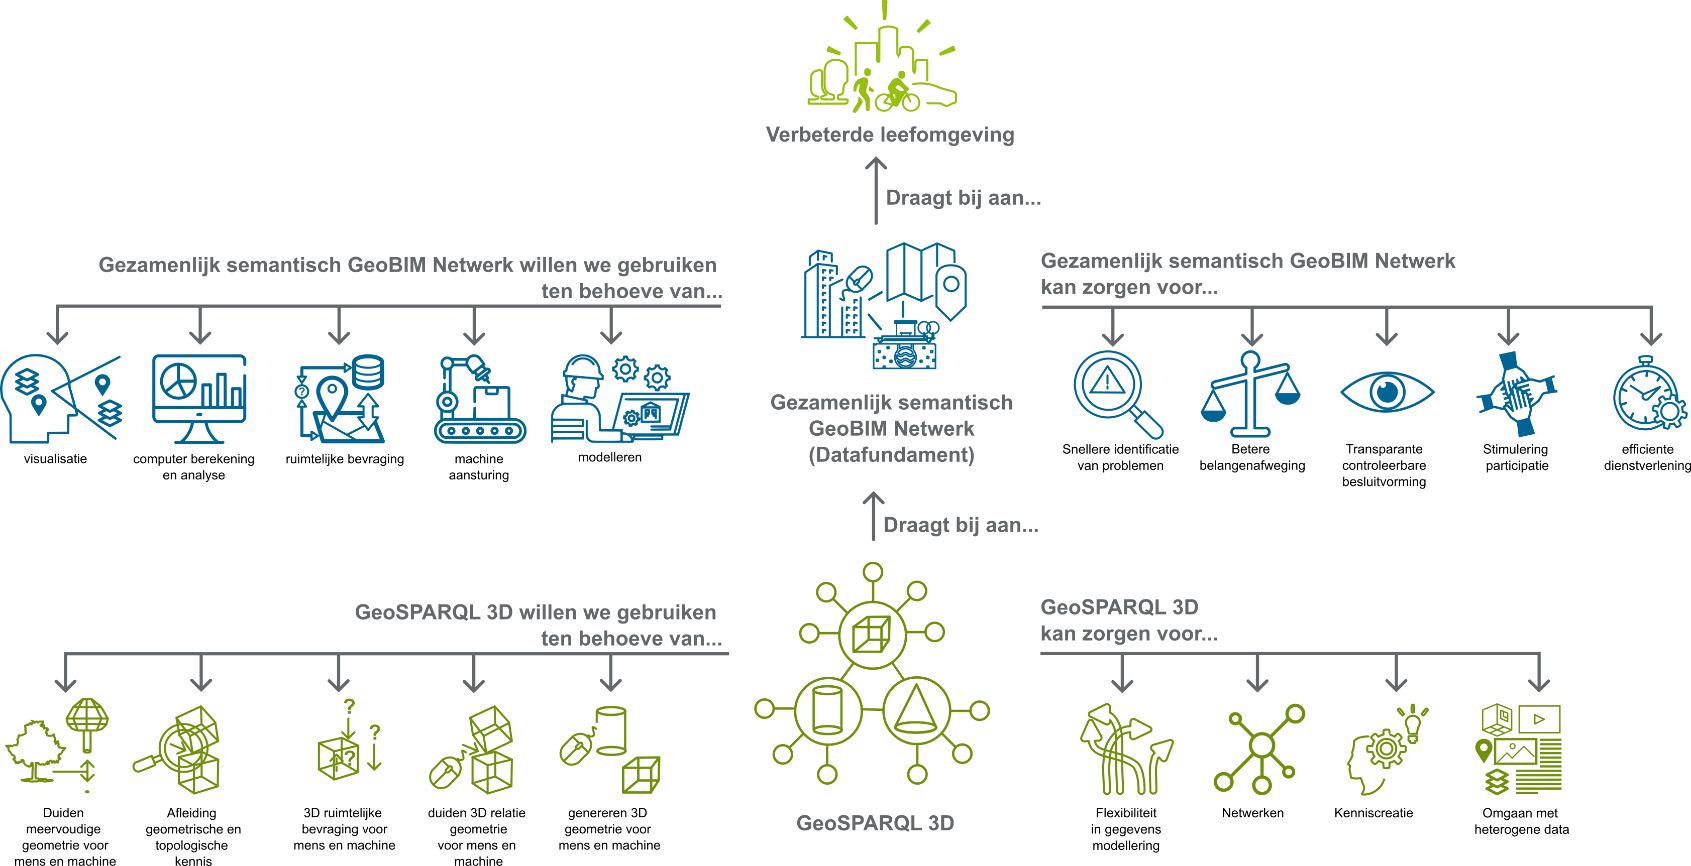 Verbeterde leefomgeving
Draagt bij aan...
Gezamenlijk semantisch GeoBIM Netwerk willen we gebruiken
ten behoeve van...
visualisatie
computer berekening
en analyse
ruimtelijke bevraging
machine
aansturing
modelleren
?
Gezamenlijk semantisch
GeoBIM Netwerk
(Datafundament)
Gezamenlijk semantisch GeoBIM Netwerk
kan zorgen voor...
Snellere identificatie
van problemen
Betere
belangenafweging
Transparante
controleerbare
besluitvorming
Stimulering
participatie
efficiente
dienstverlening
Draagt bij aan...
GeoSPARQL 3D willen we gebruiken
ten behoeve van...
?
?
?
Duiden
meervoudige
geometrie voor
mens en machine
Afleiding
geometrische en
topologische
kennis
3D ruimtelijke
bevraging voor
mens en machine
duiden 3D relatie
geometrie
voor mens en
machine
genereren 3D
geometrie voor
mens en machine
GeoSPARQL 3D
GeoSPARQL 3D
kan zorgen voor...
Flexibiliteit
in gegevens
modellering
Netwerken
Kenniscreatie
Omgaan met
heterogene data